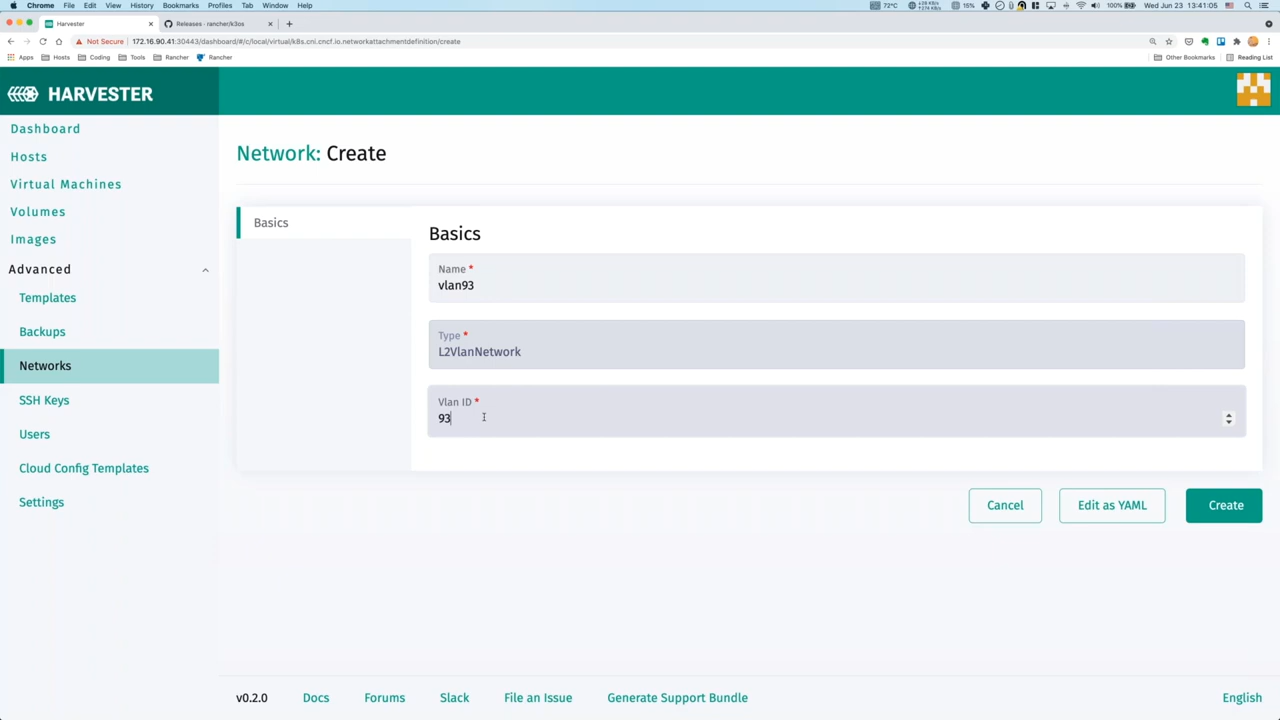 Chrome File Edit View History Bookmarks Profiles Tab Window Help
72°C
15%
100%
Wed Jun 23 13:41:05
Harvester
Releases · rancher/k3os
Not Secure 172.16.90.41:30443/dashboard/#/c/local/virtual/k8s.cni.cncf.io.networkattachmentdefinition/create
Apps Hosts Coding Tools Rancher Rancher Other Bookmarks Reading List
HARVESTER
Dashboard
Hosts
Virtual Machines
Volumes
Images
Advanced
Templates
Backups
Networks
SSH Keys
Users
Cloud Config Templates
Settings
Network: Create
Basics
Basics
Name *
vlan93
Type *
L2VlanNetwork
Vlan ID *
93
Cancel Edit as YAML Create
v0.2.0 Docs Forums Slack File an Issue Generate Support Bundle English